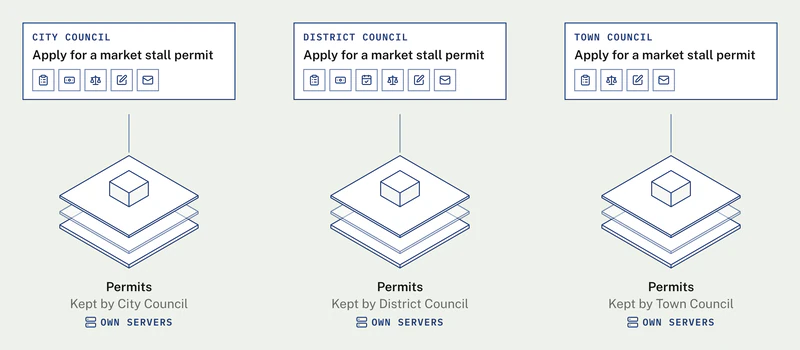 CITY COUNCIL
Apply for a market stall permit
Permits
Kept by City Council
OWN SERVERS
DISTRICT COUNCIL
Apply for a market stall permit
Permits
Kept by District Council
OWN SERVERS
TOWN COUNCIL
Apply for a market stall permit
Permits
Kept by Town Council
OWN SERVERS